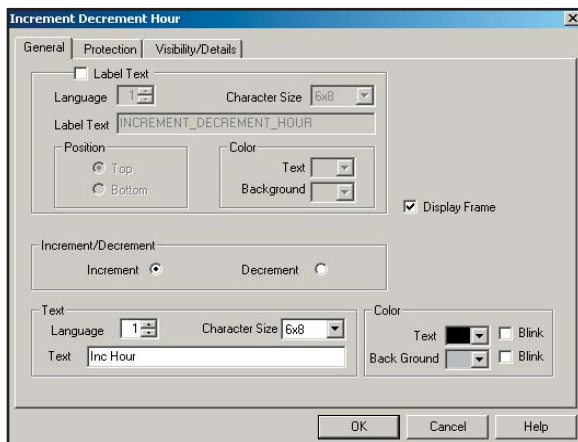 Increment Decrement Hour
General Protection Visibility/Details
Label Text
Language 1 Character Size 6x8
Label Text INCREMENT_DECREMENT_HOUR
Position Color
Top Text
Bottom Background
Display Frame
Increment/Decrement
Increment Decrement
Text Color
Language 1 Character Size 6x8 Text Blink
Text Inc Hour Back Ground Blink
OK Cancel Help